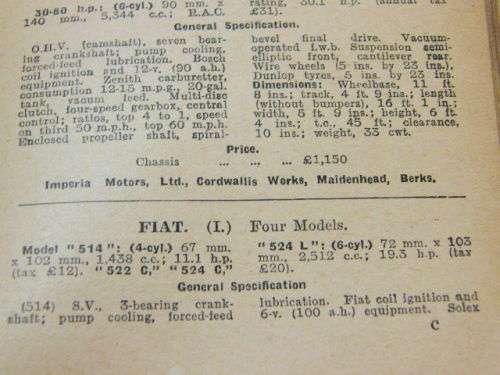 30-80 h.p.: (6-cyl.) 90 mm. x
140 mm., 5,344 c.c.; R.A.C.
rating, 30.1 h.p. (annual tax
£31).
General Specification.
O.H.V. (camshaft), seven bear-
ing crankshaft; pump cooling,
forced-feed lubrication. Bosch
coil ignition and 12-v. (90 a.h.)
equipment. Zenith carburetter,
consumption 12-15 m.p.g., 20-gal.
tank, vacuum feed. Multi-disc
clutch, four-speed gearbox, central
control; ratios, top 4 to 1, speed
on third 50 m.p.h., top 60 m.p.h.
Enclosed propeller shaft, spiral-
bevel final drive. Vacuum-
operated f.w.b. Suspension semi-
elliptic front, cantilever rear.
Wire wheels (5 ins. by 23 ins.),
Dunlop tyres, 5 ins. by 23 ins.
Dimensions: Wheelbase, 11 ft.
8 ins.; track, 4 ft. 9 ins.; length
(without bumpers), 16 ft. 1 in.;
width, 5 ft. 9 ins.; height, 6 ft.
4 ins.; t.c., 45 ft.; clearance,
10 ins.; weight, 33 cwt.
Price.
Chassis ... ... ... £1,150
Imperia Motors, Ltd., Cordwallis Works, Maidenhead, Berks.
FIAT. (I.) Four Models.
Model "514": (4-cyl.) 67 mm.
x 102 mm., 1,438 c.c.; 11.1 h.p.
(tax £12). "522 C," "524 C,"
"524 L": (6-cyl.) 72 mm. x 103
mm., 2,512 c.c.; 19.3 h.p. (tax
£20).
General Specification
(514) S.V., 3-bearing crank-
shaft; pump cooling, forced-feed
lubrication. Fiat coil ignition and
6-v. (100 a.h.) equipment. Solex
C